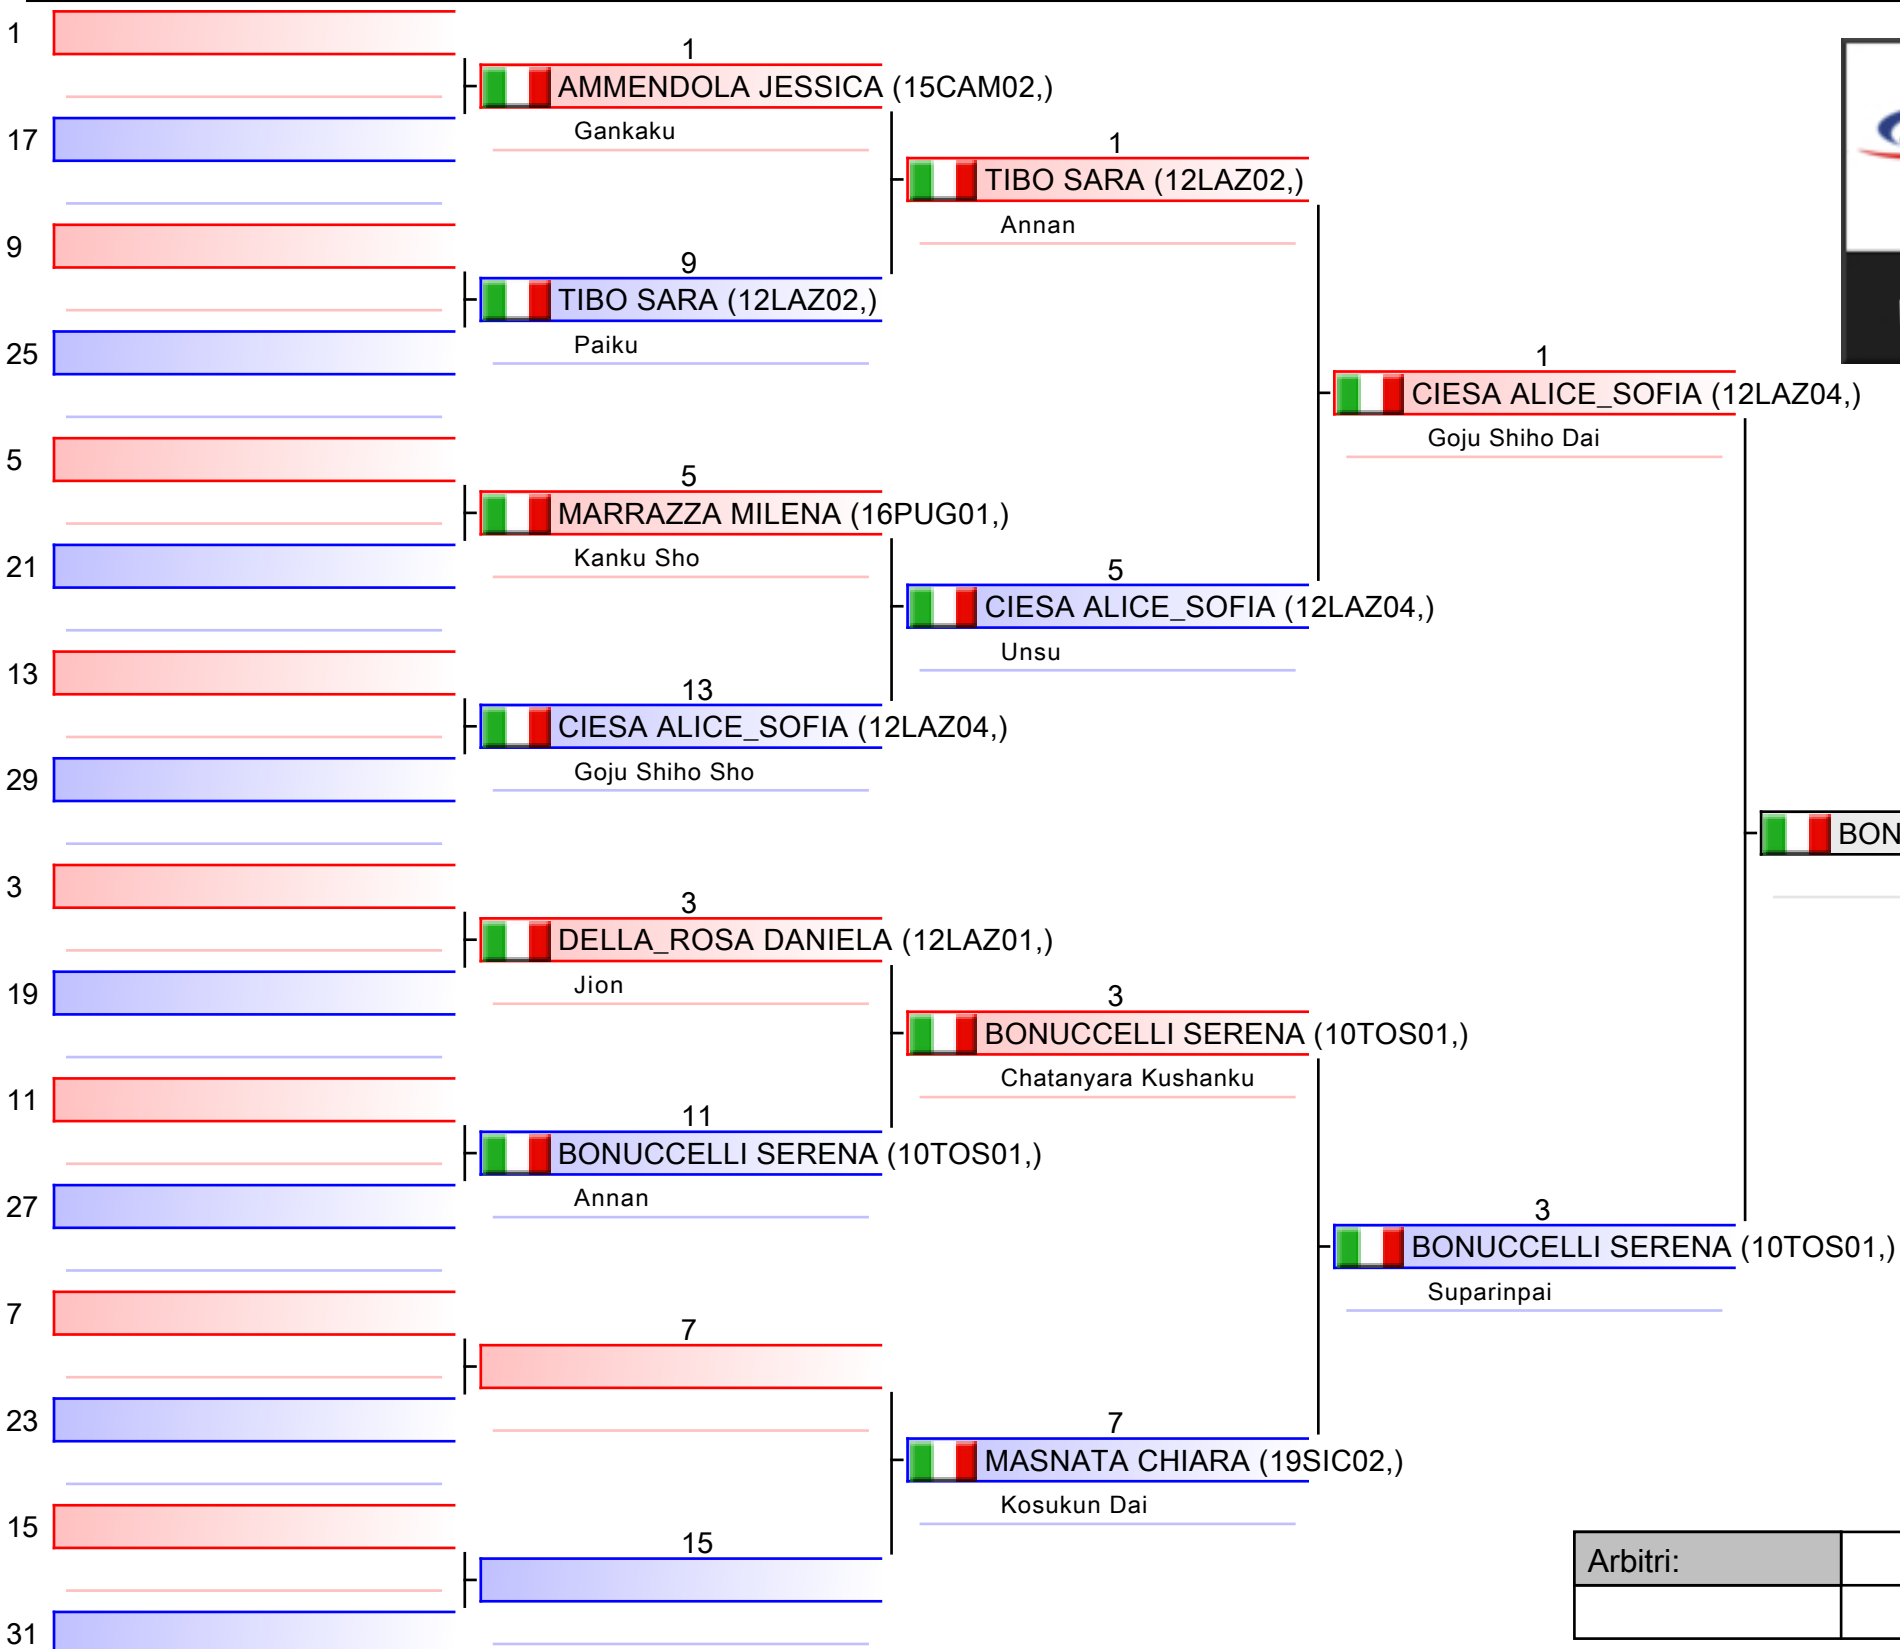 1
17
9
25
5
21
13
29
3
19
11
27
7
23
15
31
1
AMMENDOLA JESSICA (15CAM02,)
Gankaku
9
TIBO SARA (12LAZ02,)
Paiku
5
MARRAZZA MILENA (16PUG01,)
Kanku Sho
13
CIESA ALICE_SOFIA (12LAZ04,)
Goju Shiho Sho
3
DELLA_ROSA DANIELA (12LAZ01,)
Jion
11
BONUCCELLI SERENA (10TOS01,)
Annan
7
15
1
TIBO SARA (12LAZ02,)
Annan
5
CIESA ALICE_SOFIA (12LAZ04,)
Unsu
3
BONUCCELLI SERENA (10TOS01,)
Chatanyara Kushanku
7
MASNATA CHIARA (19SIC02,)
Kosukun Dai
1
CIESA ALICE_SOFIA (12LAZ04,)
Goju Shiho Dai
3
BONUCCELLI SERENA (10TOS01,)
Suparinpai
BON
Arbitri: